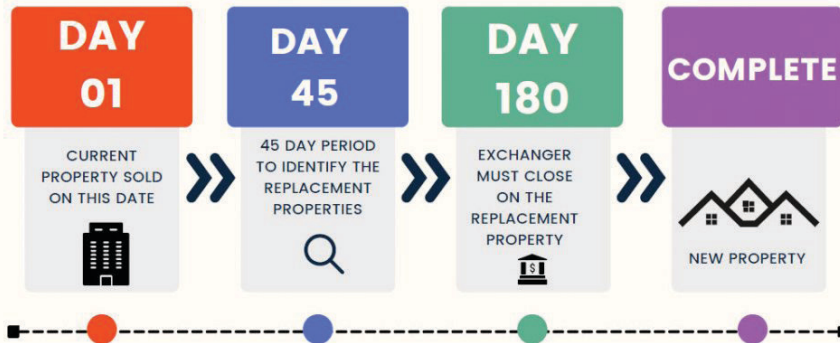 DAY
01
CURRENT
PROPERTY SOLD
ON THIS DATE
DAY
45
45 DAY PERIOD
TO IDENTIFY THE
REPLACEMENT
PROPERTIES
DAY
180
EXCHANGER
MUST CLOSE
ON THE
REPLACEMENT
PROPERTY
$
COMPLETE
NEW PROPERTY